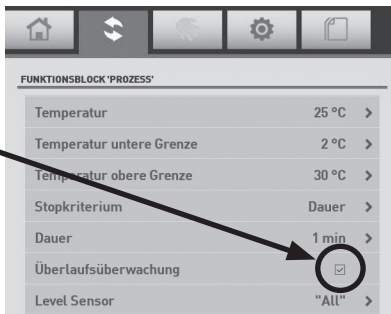 FUNKTIONSBLOCK 'PROZESS'
Temperatur 25 °C >
Temperatur untere Grenze 2 °C >
Temperatur obere Grenze 30 °C >
Stopkriterium Dauer >
Dauer 1 min >
Überlaufsüberwachung ☑
Level Sensor "All" >